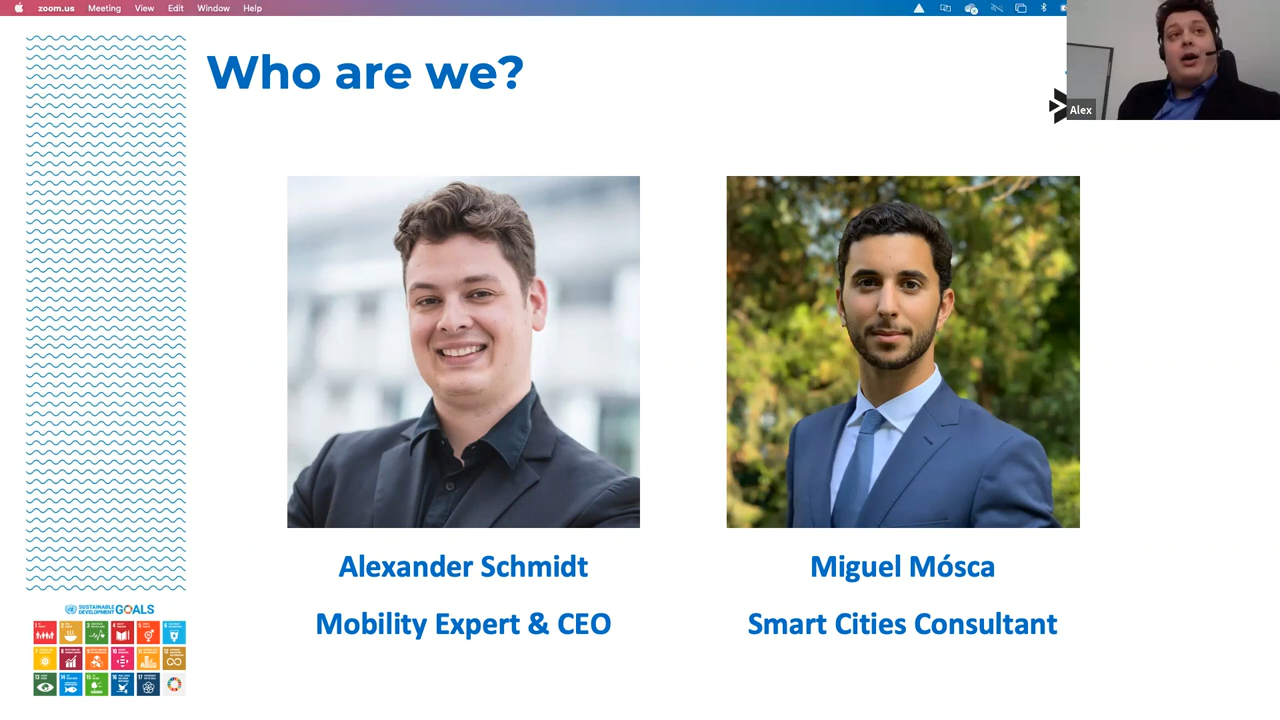 zoom.us Meeting View Edit Window Help
Who are we?
Alex
Alexander Schmidt
Miguel Mósca
Mobility Expert & CEO
Smart Cities Consultant
SUSTAINABLE
DEVELOPMENT GOALS